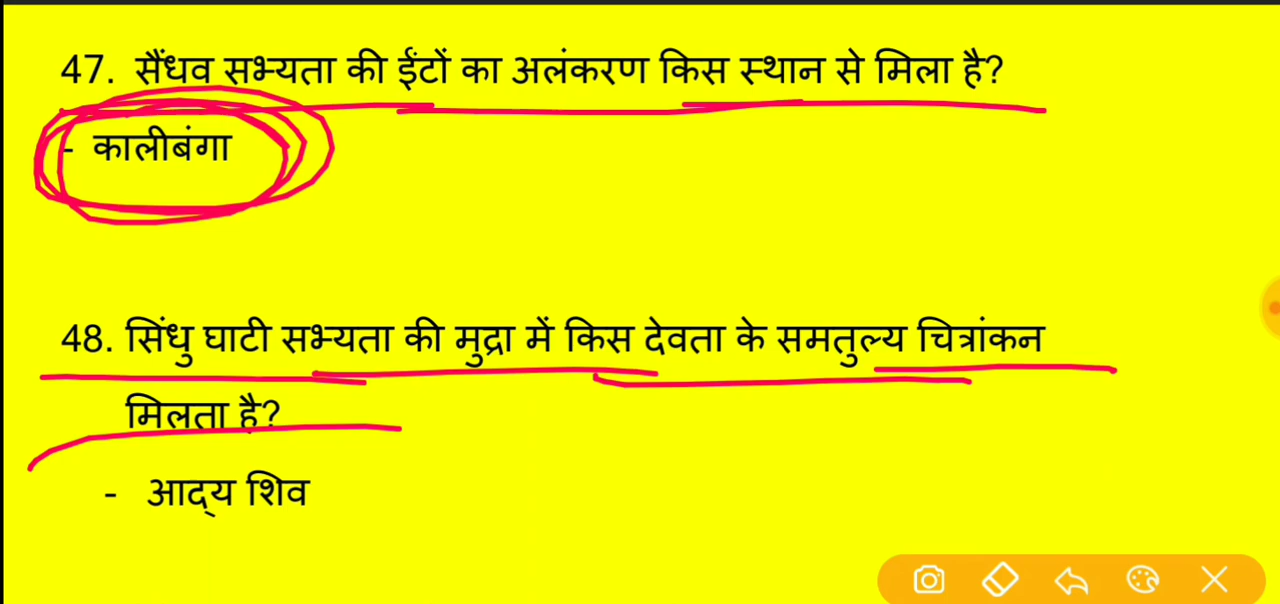 47. सैंधव सभ्यता की ईंटों का अलंकरण किस स्थान से मिला है?
- कालीबंगा
48. सिंधु घाटी सभ्यता की मुद्रा में किस देवता के समतुल्य चित्रांकन
मिलता है?
- आद्‌य शिव